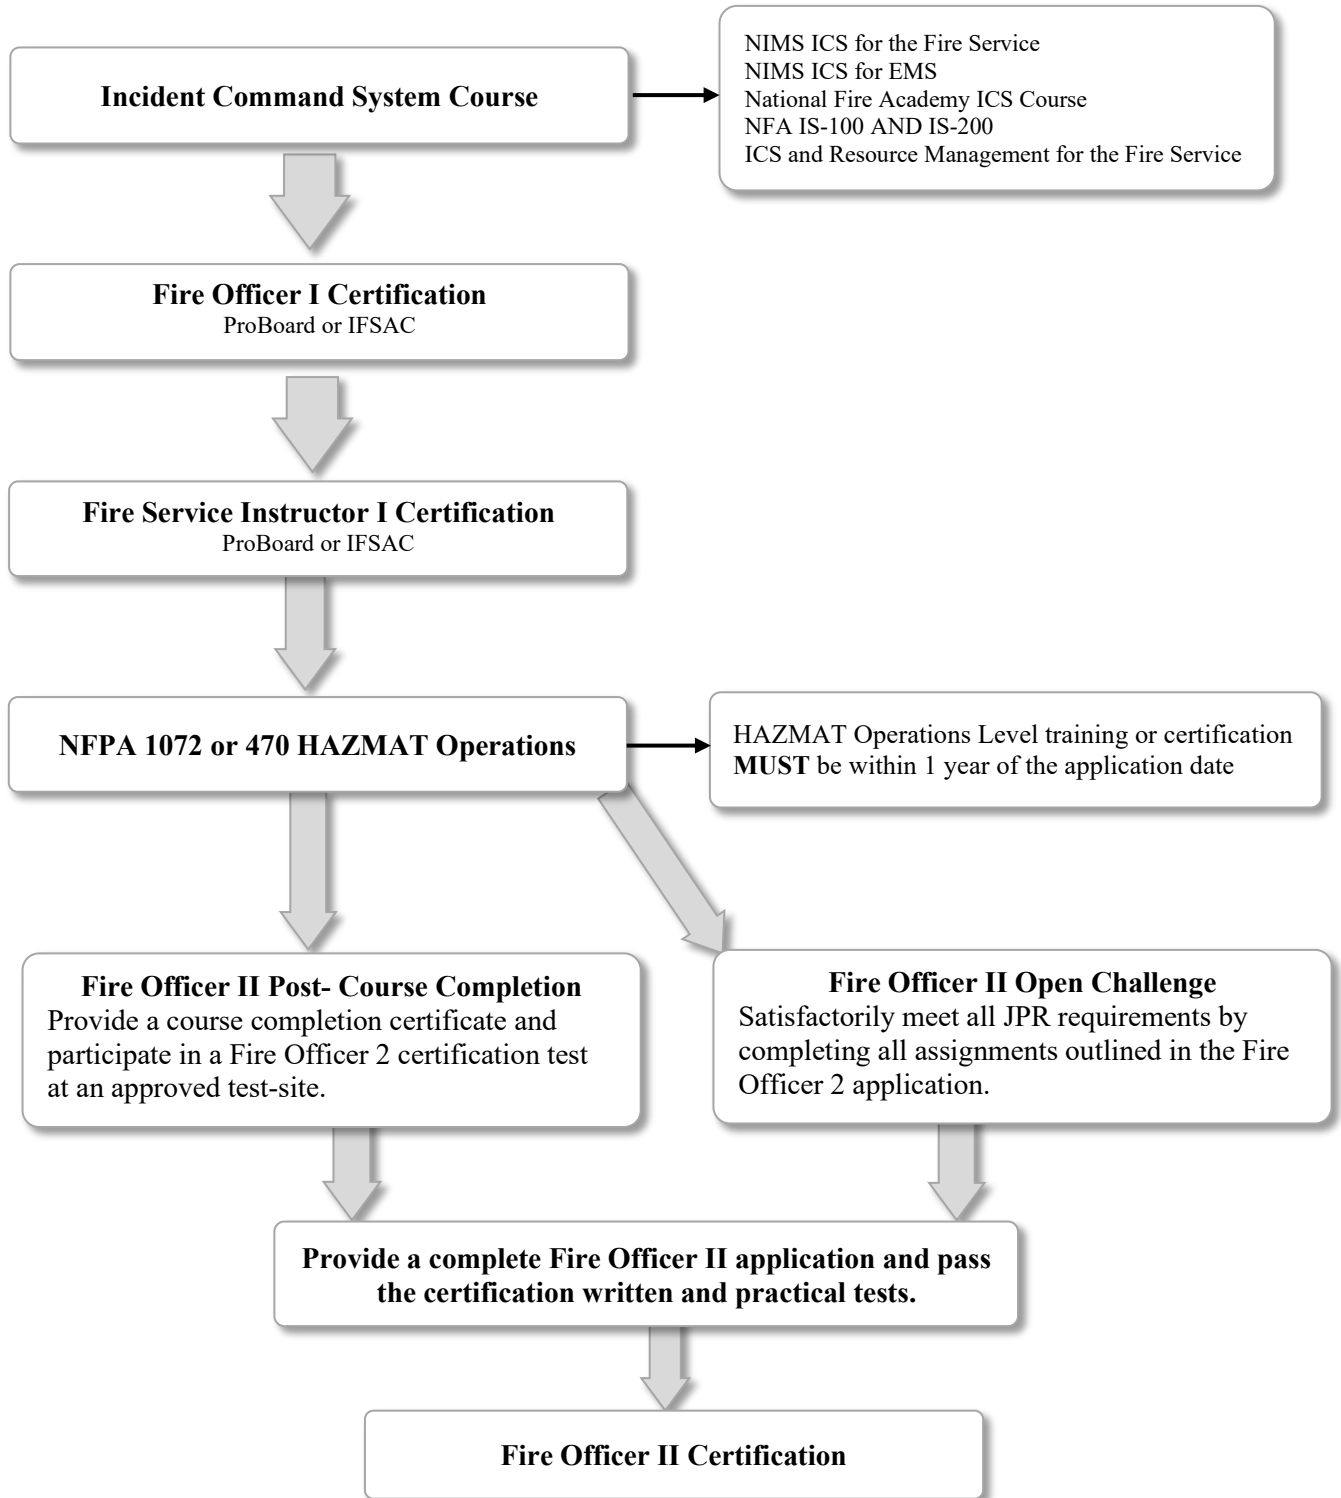 Incident Command System Course
NIMS ICS for the Fire Service
NIMS ICS for EMS
National Fire Academy ICS Course
NFA IS-100 AND IS-200
ICS and Resource Management for the Fire Service
Fire Officer I Certification
ProBoard or IFSAC
Fire Service Instructor I Certification
ProBoard or IFSAC
NFPA 1072 or 470 HAZMAT Operations
HAZMAT Operations Level training or certification
MUST be within 1 year of the application date
Fire Officer II Post- Course Completion
Provide a course completion certificate and
participate in a Fire Officer 2 certification test
at an approved test-site.
Fire Officer II Open Challenge
Satisfactorily meet all JPR requirements by
completing all assignments outlined in the Fire
Officer 2 application.
Provide a complete Fire Officer II application and pass
the certification written and practical tests.
Fire Officer II Certification